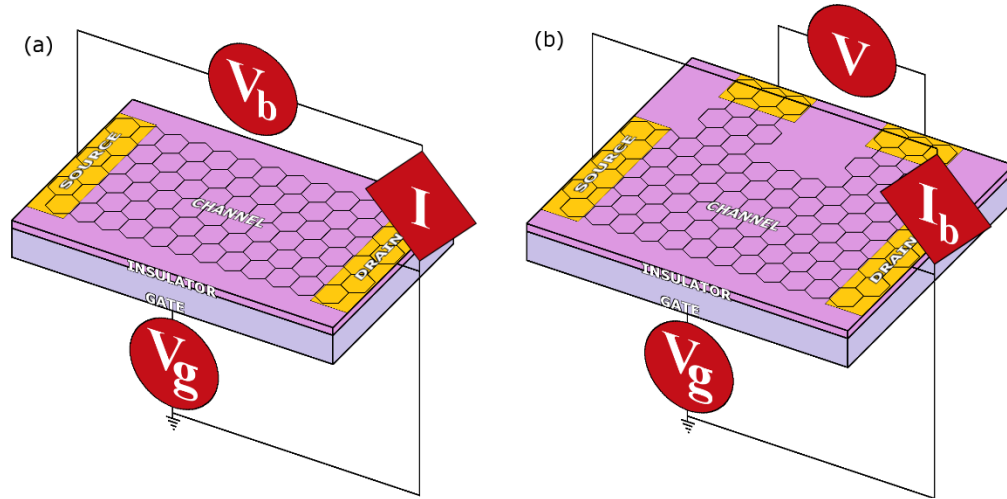 (a)
Vb
SOURCE
CHANNEL
I
DRAIN
INSULATOR
GATE
Vg
(b)
V
SOURCE
CHANNEL
Ib
DRAIN
INSULATOR
GATE
Vg